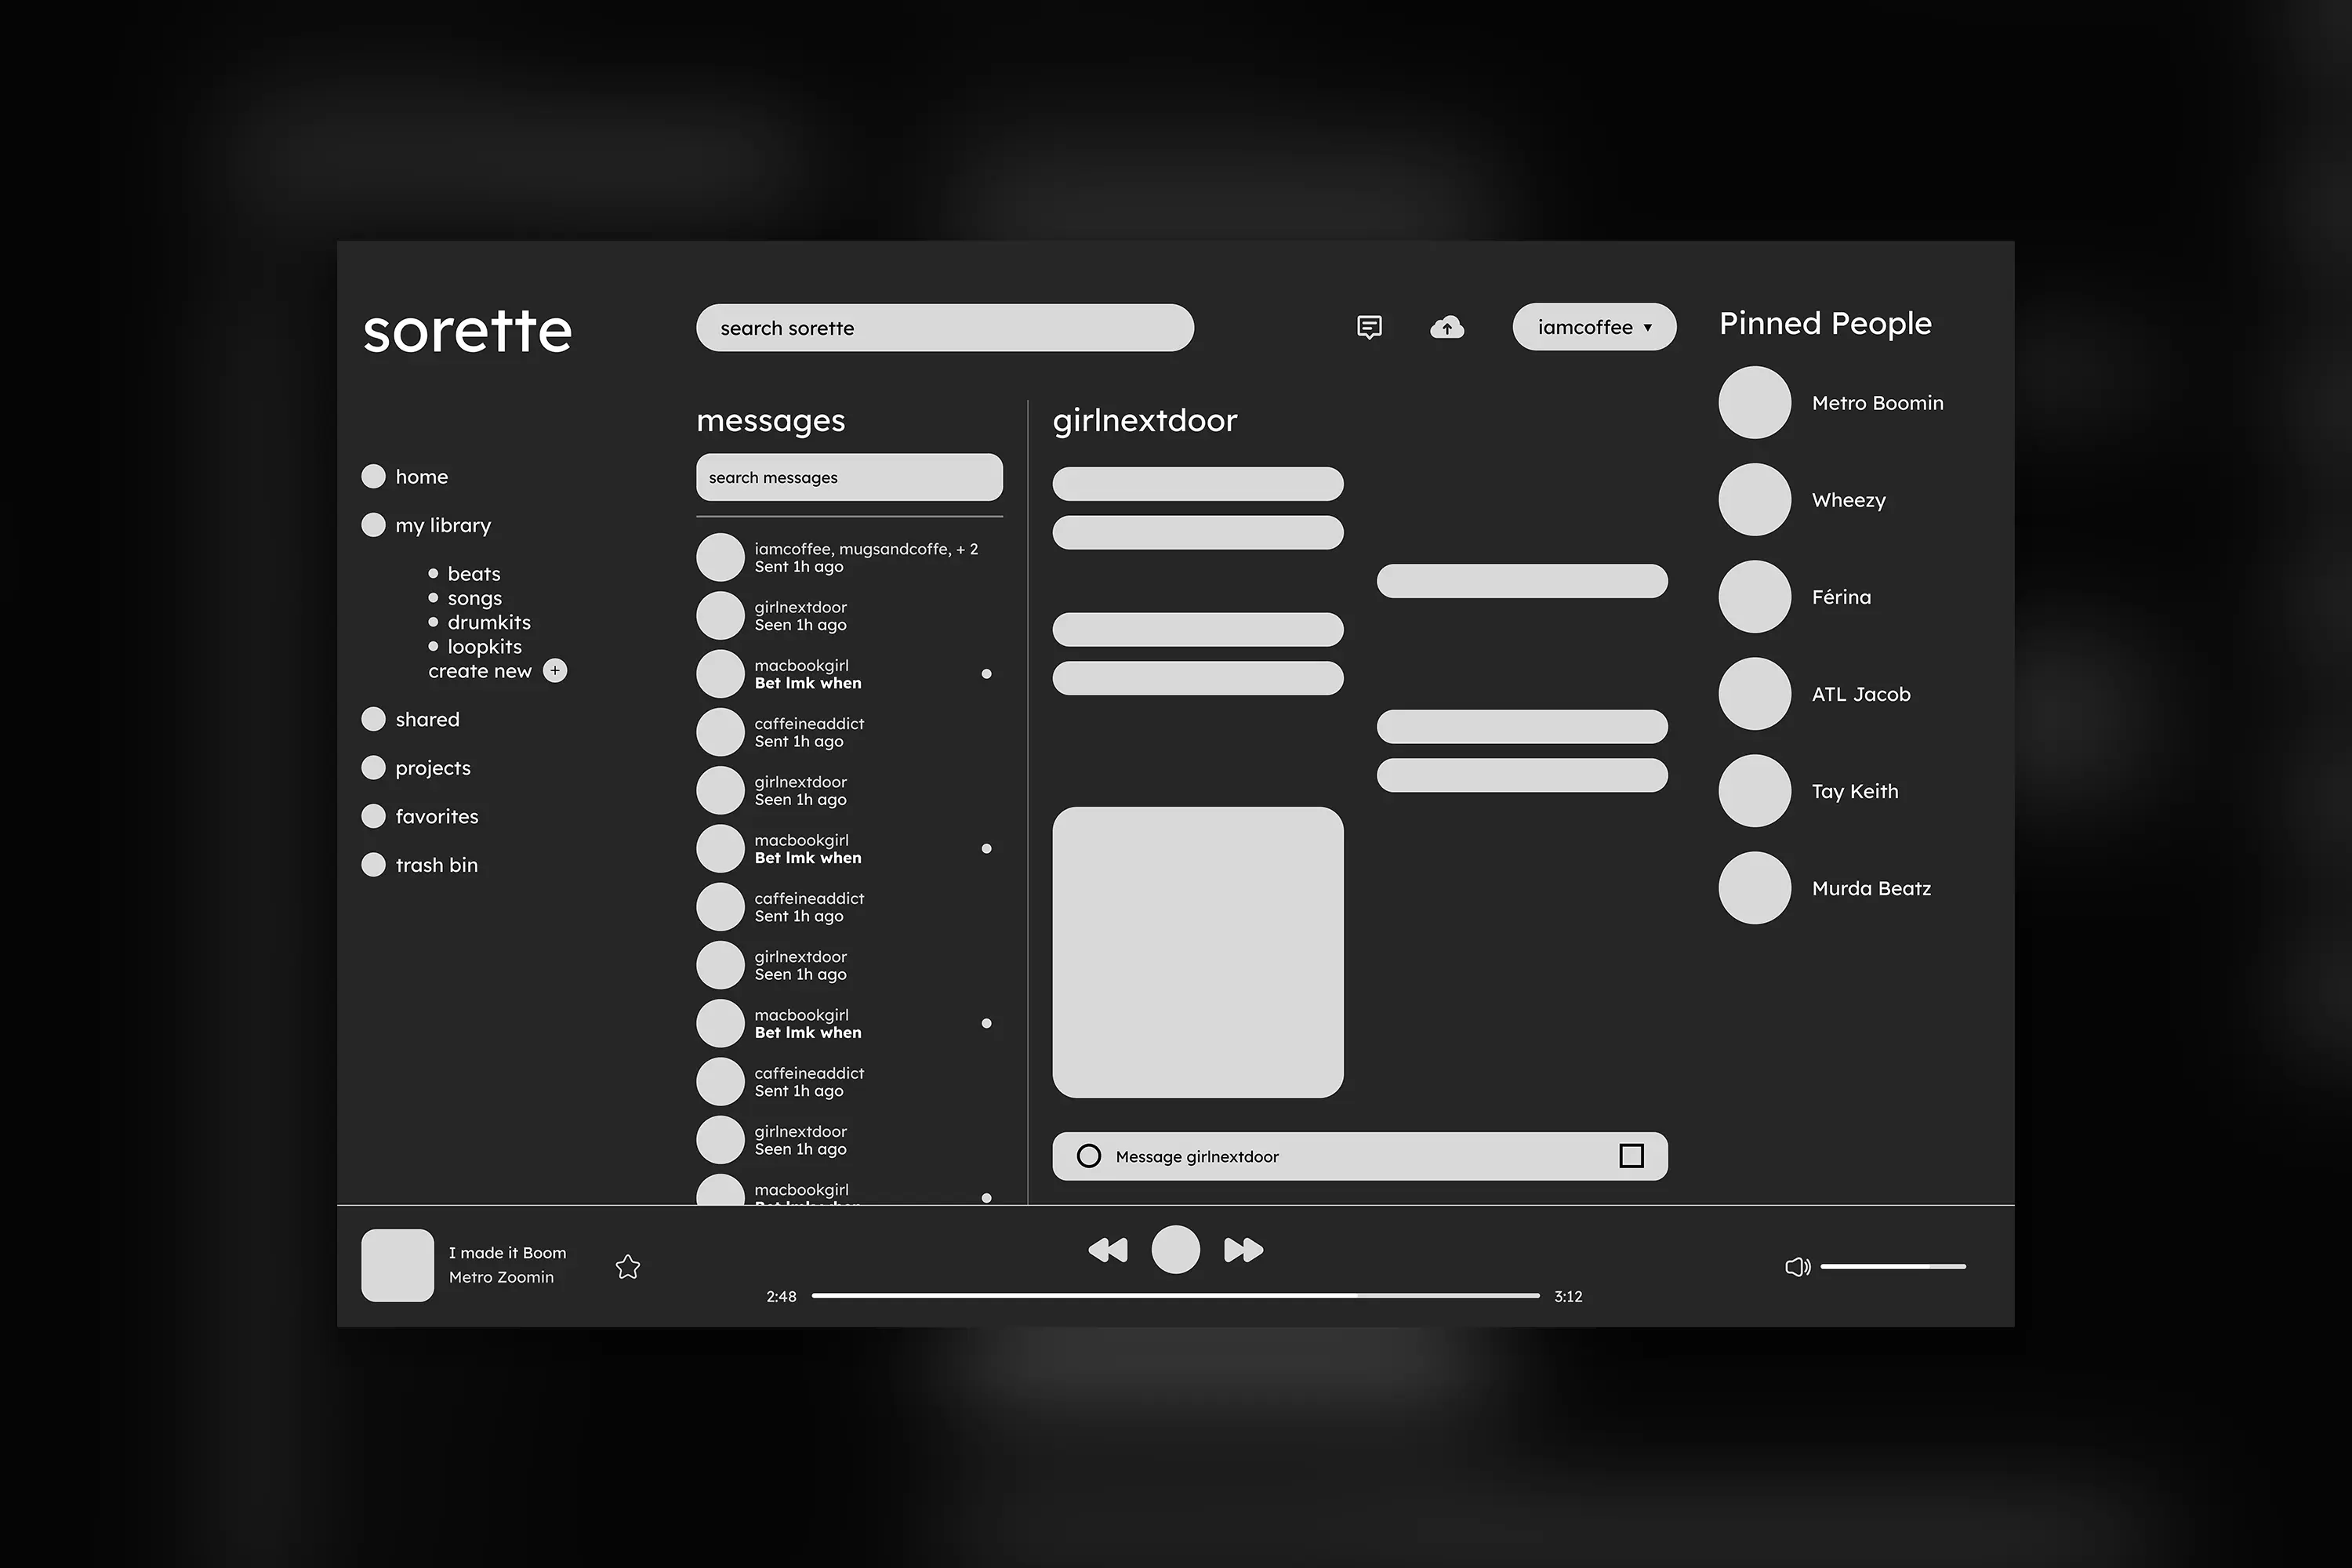 sorette
search sorette
iamcoffee ▼
home
my library
beats
songs
drumkits
loopkits
create new +
shared
projects
favorites
trash bin
messages
search messages
iamcoffee, mugsandcoffe, + 2
Sent 1h ago
girlnextdoor
Seen 1h ago
macbookgirl
Bet lmk when
caffeineaddict
Sent 1h ago
girlnextdoor
Seen 1h ago
macbookgirl
Bet lmk when
caffeineaddict
Sent 1h ago
girlnextdoor
Seen 1h ago
macbookgirl
Bet lmk when
caffeineaddict
Sent 1h ago
girlnextdoor
Seen 1h ago
macbookgirl
girlnextdoor
Message girlnextdoor
Pinned People
Metro Boomin
Wheezy
Férina
ATL Jacob
Tay Keith
Murda Beatz
I made it Boom
Metro Zoomin
2:48
3:12